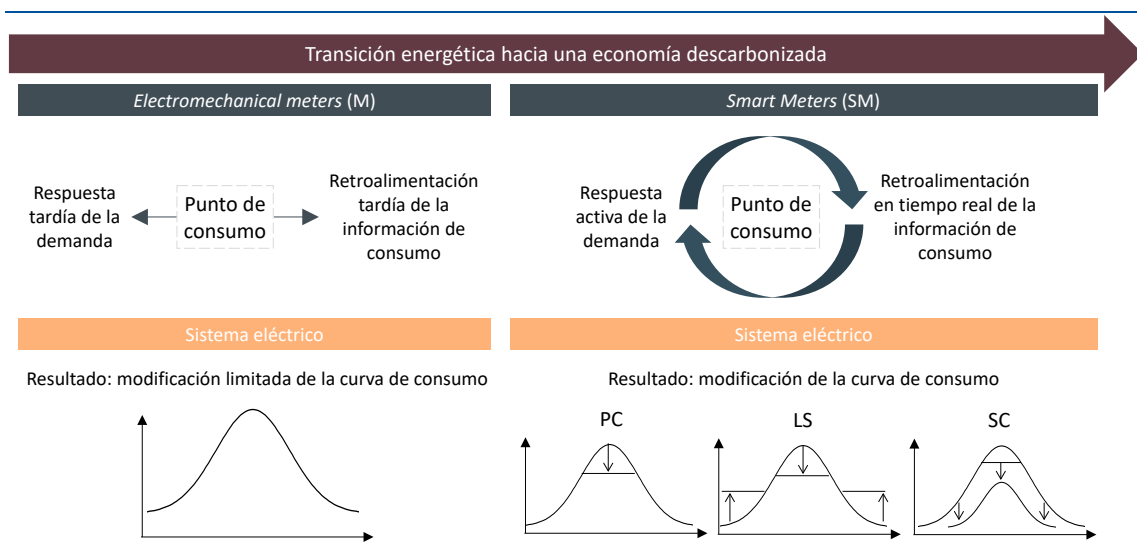 Transición energética hacia una economía descarbonizada
Electromechanical meters (M)
Respuesta
tardía de la
demanda
Punto de
consumo
Retroalimentación
tardía de la
información de
consumo
Sistema eléctrico
Resultado: modificación limitada de la curva de consumo
Smart Meters (SM)
Respuesta
activa de la
demanda
Punto de
consumo
Retroalimentación
en tiempo real de la
información de
consumo
Sistema eléctrico
Resultado: modificación de la curva de consumo
PC
LS
SC